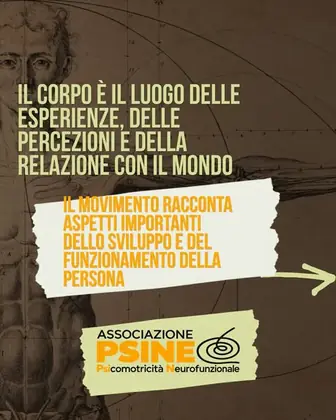 IL CORPO È IL LUOGO DELLE
ESPERIENZE, DELLE
PERCEZIONI E DELLA
RELAZIONE CON IL MONDO
IL MOVIMENTO RACCONTA
ASPETTI IMPORTANTI
DELLO SVILUPPO E DEL
FUNZIONAMENTO DELLA
PERSONA
ASSOCIAZIONE
PSINE
Psicomotricità Neurofunzionale